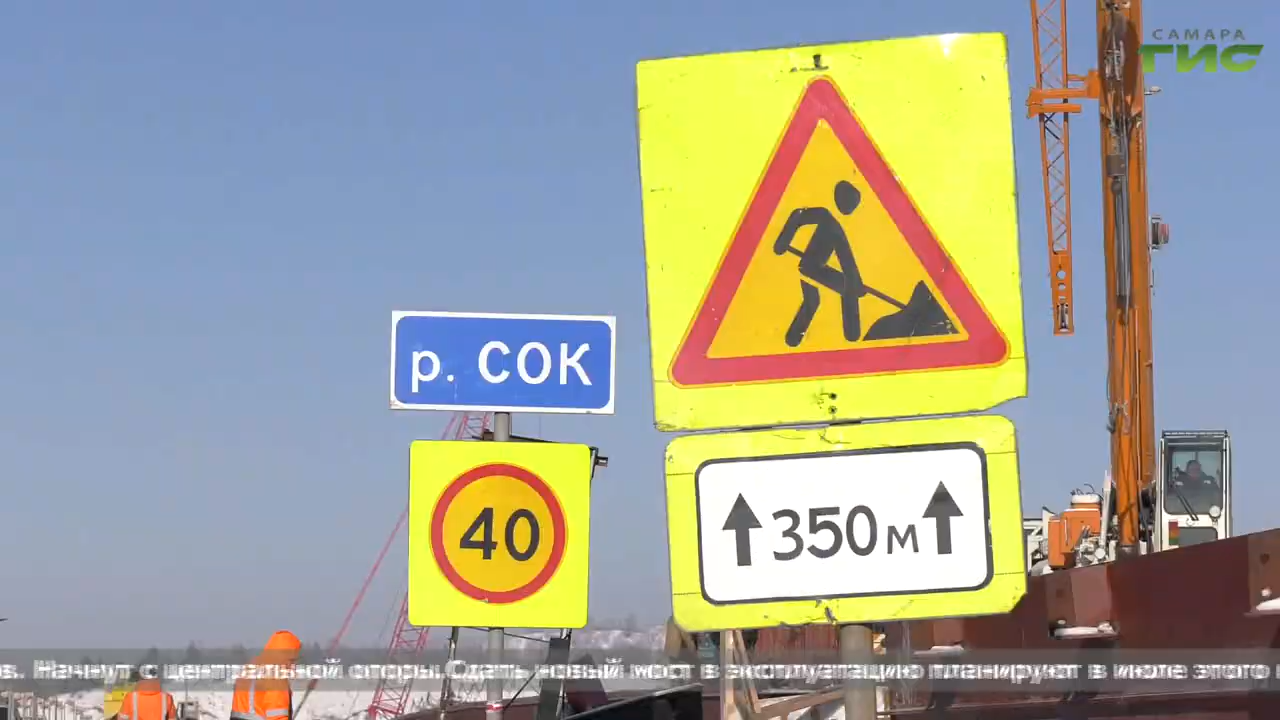 САМАРА
ГИС
р. СОК
40
350м
Начнут с центральной опоры. Сдать новый мост в эксплуатацию планируют в июле этого